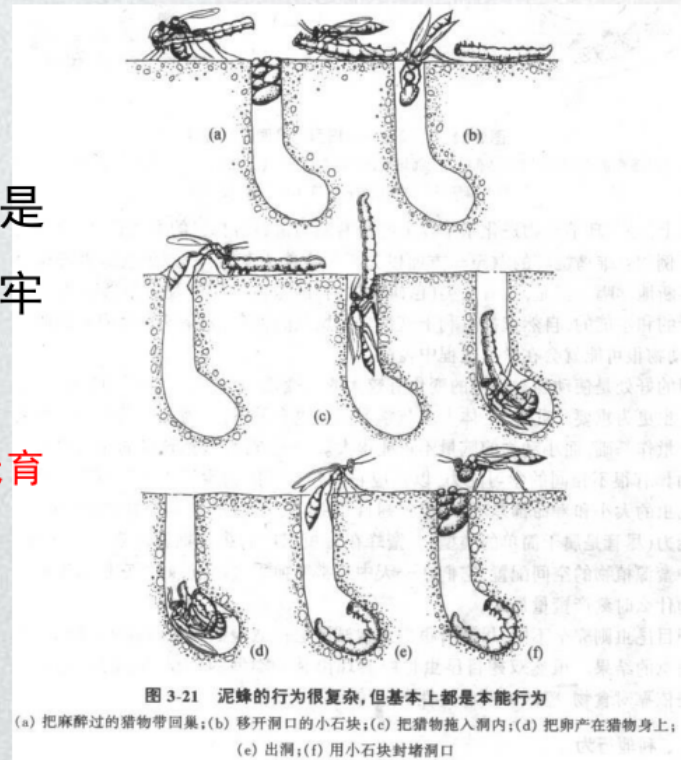 (a)
(b)
是
牢
(c)
育
(d)
(e)
(f)
图 3-21 泥蜂的行为很复杂,但基本上都是本能行为
(a) 把麻醉过的猎物带回巢;(b) 移开洞口的小石块;(c) 把猎物拖入洞内;(d) 把卵产在猎物身上;
(e) 出洞;(f) 用小石块封堵洞口